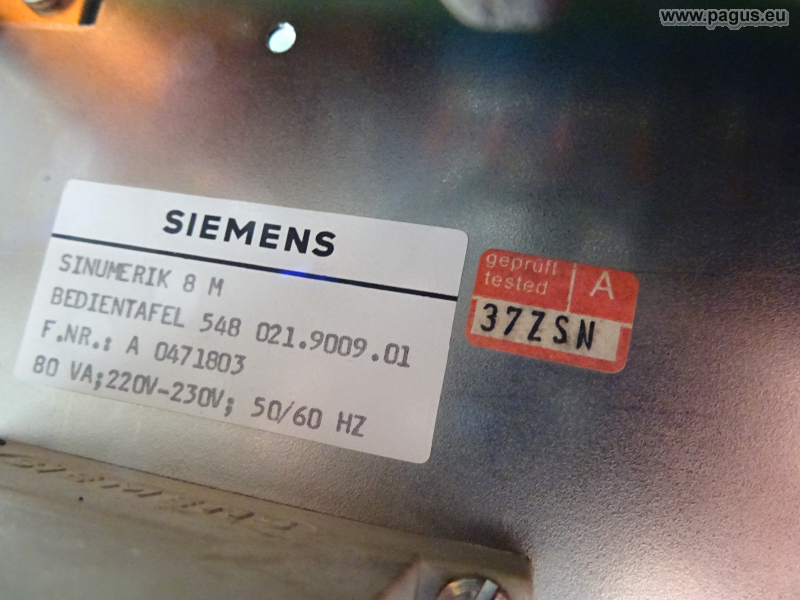 www.pagus.eu
SIEMENS
SINUMERIK 8 M
BEDIENTAFEL 548 021.9009.01
F.NR.: A 0471803
80 VA;220V-230V; 50/60 HZ
geprüft
tested
A
37ZSN